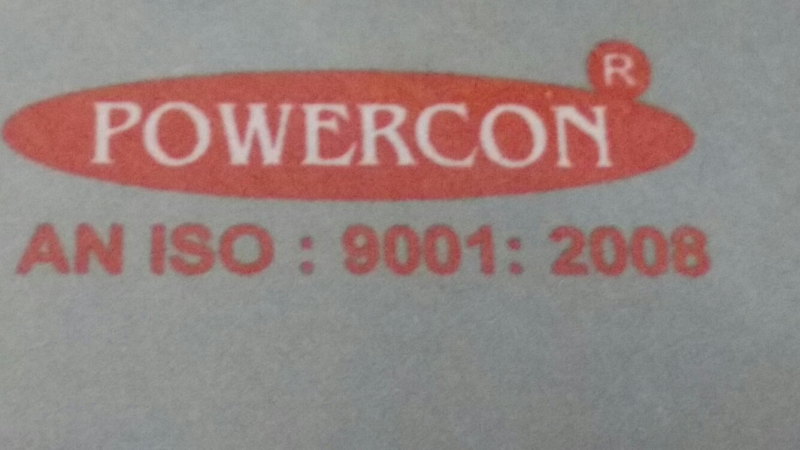 POWERCON R
AN ISO : 9001: 2008